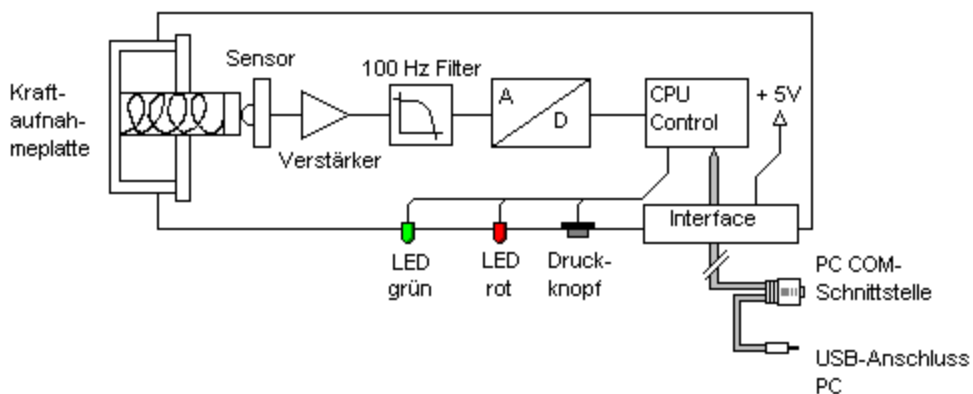 Kraft-
aufnah-
meplatte
Sensor
Verstärker
100 Hz Filter
A
D
CPU
Control
+ 5V
Interface
LED
grün
LED
rot
Druck-
knopf
PC COM-
Schnittstelle
USB-Anschluss
PC